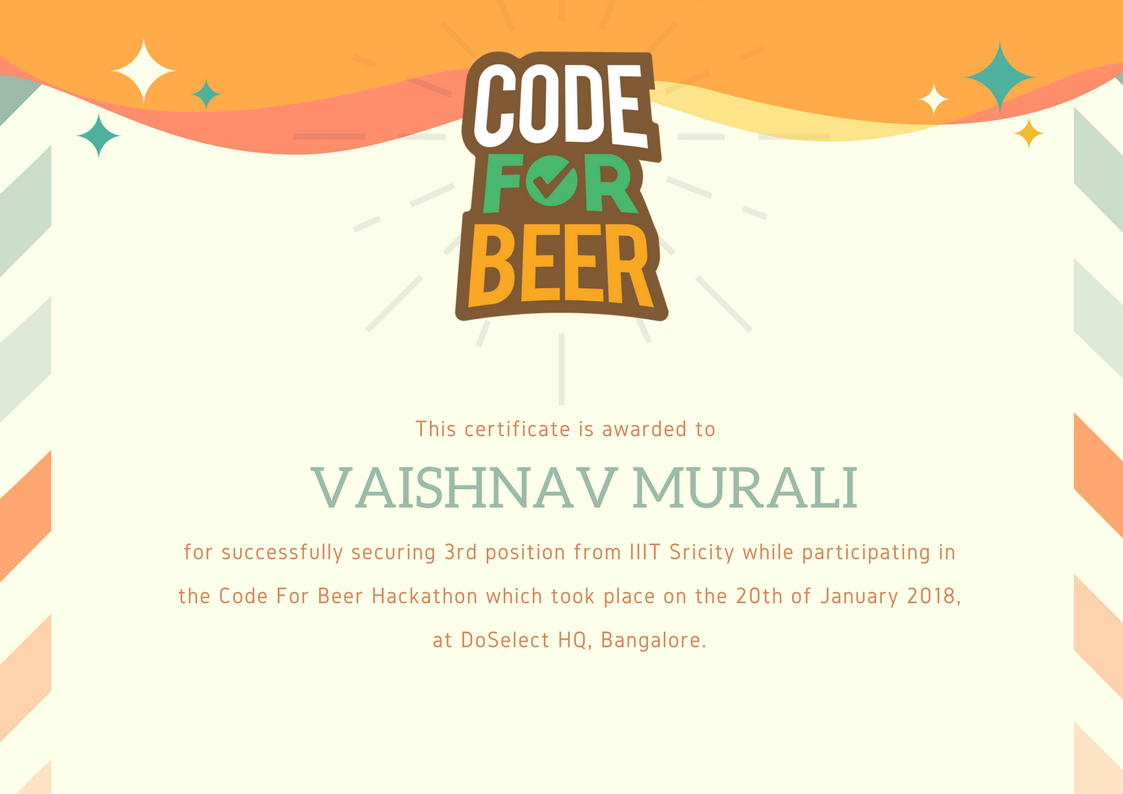 CODE
FOR
BEER
This certificate is awarded to
VAISHNAV MURALI
for successfully securing 3rd position from IIIT Sricity while participating in
the Code For Beer Hackathon which took place on the 20th of January 2018,
at DoSelect HQ, Bangalore.